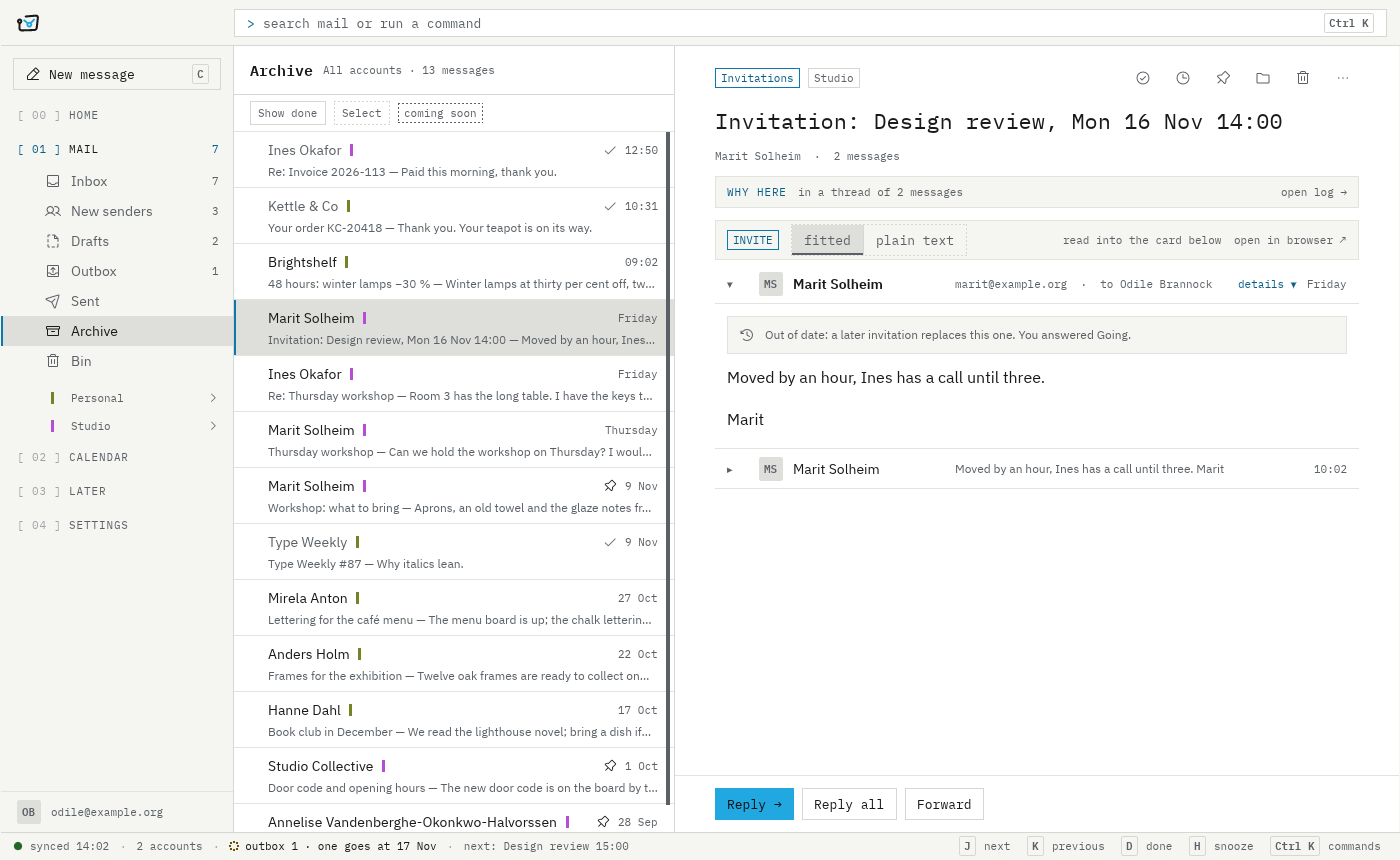 > search mail or run a command Ctrl K
New message C
[ 00 ] HOME
[ 01 ] MAIL 7
Inbox 7
New senders 3
Drafts 2
Outbox 1
Sent
Archive
Bin
Personal
Studio
[ 02 ] CALENDAR
[ 03 ] LATER
[ 04 ] SETTINGS
OB odile@example.org
Archive All accounts · 13 messages
Show done Select coming soon
Ines Okafor 12:50
Re: Invoice 2026-113 — Paid this morning, thank you.
Kettle & Co 10:31
Your order KC-20418 — Thank you. Your teapot is on its way.
Brightshelf 09:02
48 hours: winter lamps −30 % — Winter lamps at thirty per cent off, tw…
Marit Solheim Friday
Invitation: Design review, Mon 16 Nov 14:00 — Moved by an hour, Ines…
Ines Okafor Friday
Re: Thursday workshop — Room 3 has the long table. I have the keys t…
Marit Solheim Thursday
Thursday workshop — Can we hold the workshop on Thursday? I woul…
Marit Solheim 9 Nov
Workshop: what to bring — Aprons, an old towel and the glaze notes fr…
Type Weekly 9 Nov
Type Weekly #87 — Why italics lean.
Mirela Anton 27 Oct
Lettering for the café menu — The menu board is up; the chalk letterin…
Anders Holm 22 Oct
Frames for the exhibition — Twelve oak frames are ready to collect on…
Hanne Dahl 17 Oct
Book club in December — We read the lighthouse novel; bring a dish if…
Studio Collective 1 Oct
Door code and opening hours — The new door code is on the board by t…
Annelise Vandenberghe-Okonkwo-Halvorssen 28 Sep
Invitations Studio
Invitation: Design review, Mon 16 Nov 14:00
Marit Solheim · 2 messages
WHY HERE in a thread of 2 messages open log →
INVITE fitted plain text read into the card below open in browser ↗
▾ MS Marit Solheim marit@example.org · to Odile Brannock details ▾ Friday
Out of date: a later invitation replaces this one. You answered Going.
Moved by an hour, Ines has a call until three.
Marit
▸ MS Marit Solheim Moved by an hour, Ines has a call until three. Marit 10:02
Reply → Reply all Forward
synced 14:02 · 2 accounts · outbox 1 · one goes at 17 Nov · next: Design review 15:00
J next K previous D done H snooze Ctrl K commands